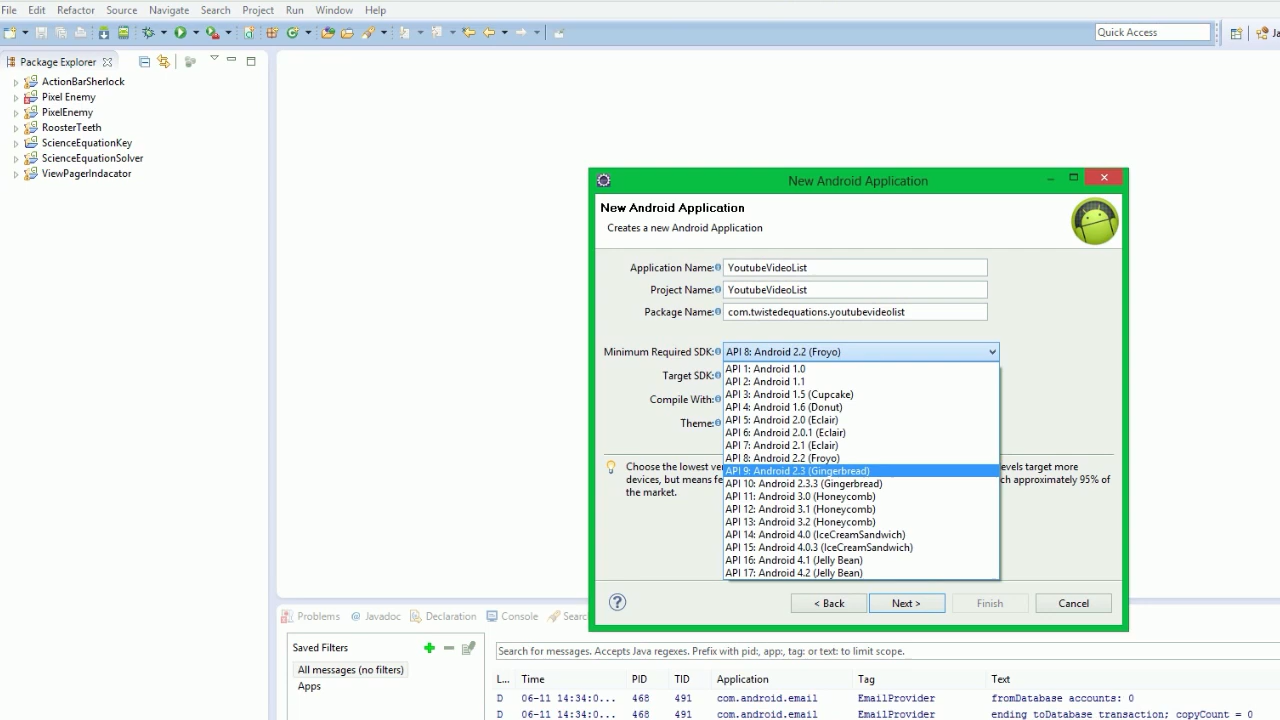 File Edit Refactor Source Navigate Search Project Run Window Help
Quick Access
Package Explorer
ActionBarSherlock
Pixel Enemy
PixelEnemy
RoosterTeeth
ScienceEquationKey
ScienceEquationSolver
ViewPagerIndacator
New Android Application
New Android Application
Creates a new Android Application
Application Name: YoutubeVideoList
Project Name: YoutubeVideoList
Package Name: com.twistedequations.youtubevideolist
Minimum Required SDK: API 8: Android 2.2 (Froyo)
Target SDK:
Compile With:
Theme:
API 1: Android 1.0
API 2: Android 1.1
API 3: Android 1.5 (Cupcake)
API 4: Android 1.6 (Donut)
API 5: Android 2.0 (Eclair)
API 6: Android 2.0.1 (Eclair)
API 7: Android 2.1 (Eclair)
API 8: Android 2.2 (Froyo)
API 9: Android 2.3 (Gingerbread)
API 10: Android 2.3.3 (Gingerbread)
API 11: Android 3.0 (Honeycomb)
API 12: Android 3.1 (Honeycomb)
API 13: Android 3.2 (Honeycomb)
API 14: Android 4.0 (IceCreamSandwich)
API 15: Android 4.0.3 (IceCreamSandwich)
API 16: Android 4.1 (Jelly Bean)
API 17: Android 4.2 (Jelly Bean)
Choose the lowest target more
devices, but means approximately 95% of
the market.
? < Back Next > Finish Cancel
Problems @ Javadoc Declaration Console
Saved Filters
All messages (no filters)
Apps
Search for messages. Accepts Java regexes. Prefix with pid:, app:, tag: or text: to limit scope.
L... Time PID TID Application Tag Text
D 06-11 14:34:0... 468 491 com.android.email EmailProvider fromDatabase accounts: 0
D 06-11 14:34:0... 468 491 com.android.email EmailProvider ending toDatabase transaction; copyCount = 0